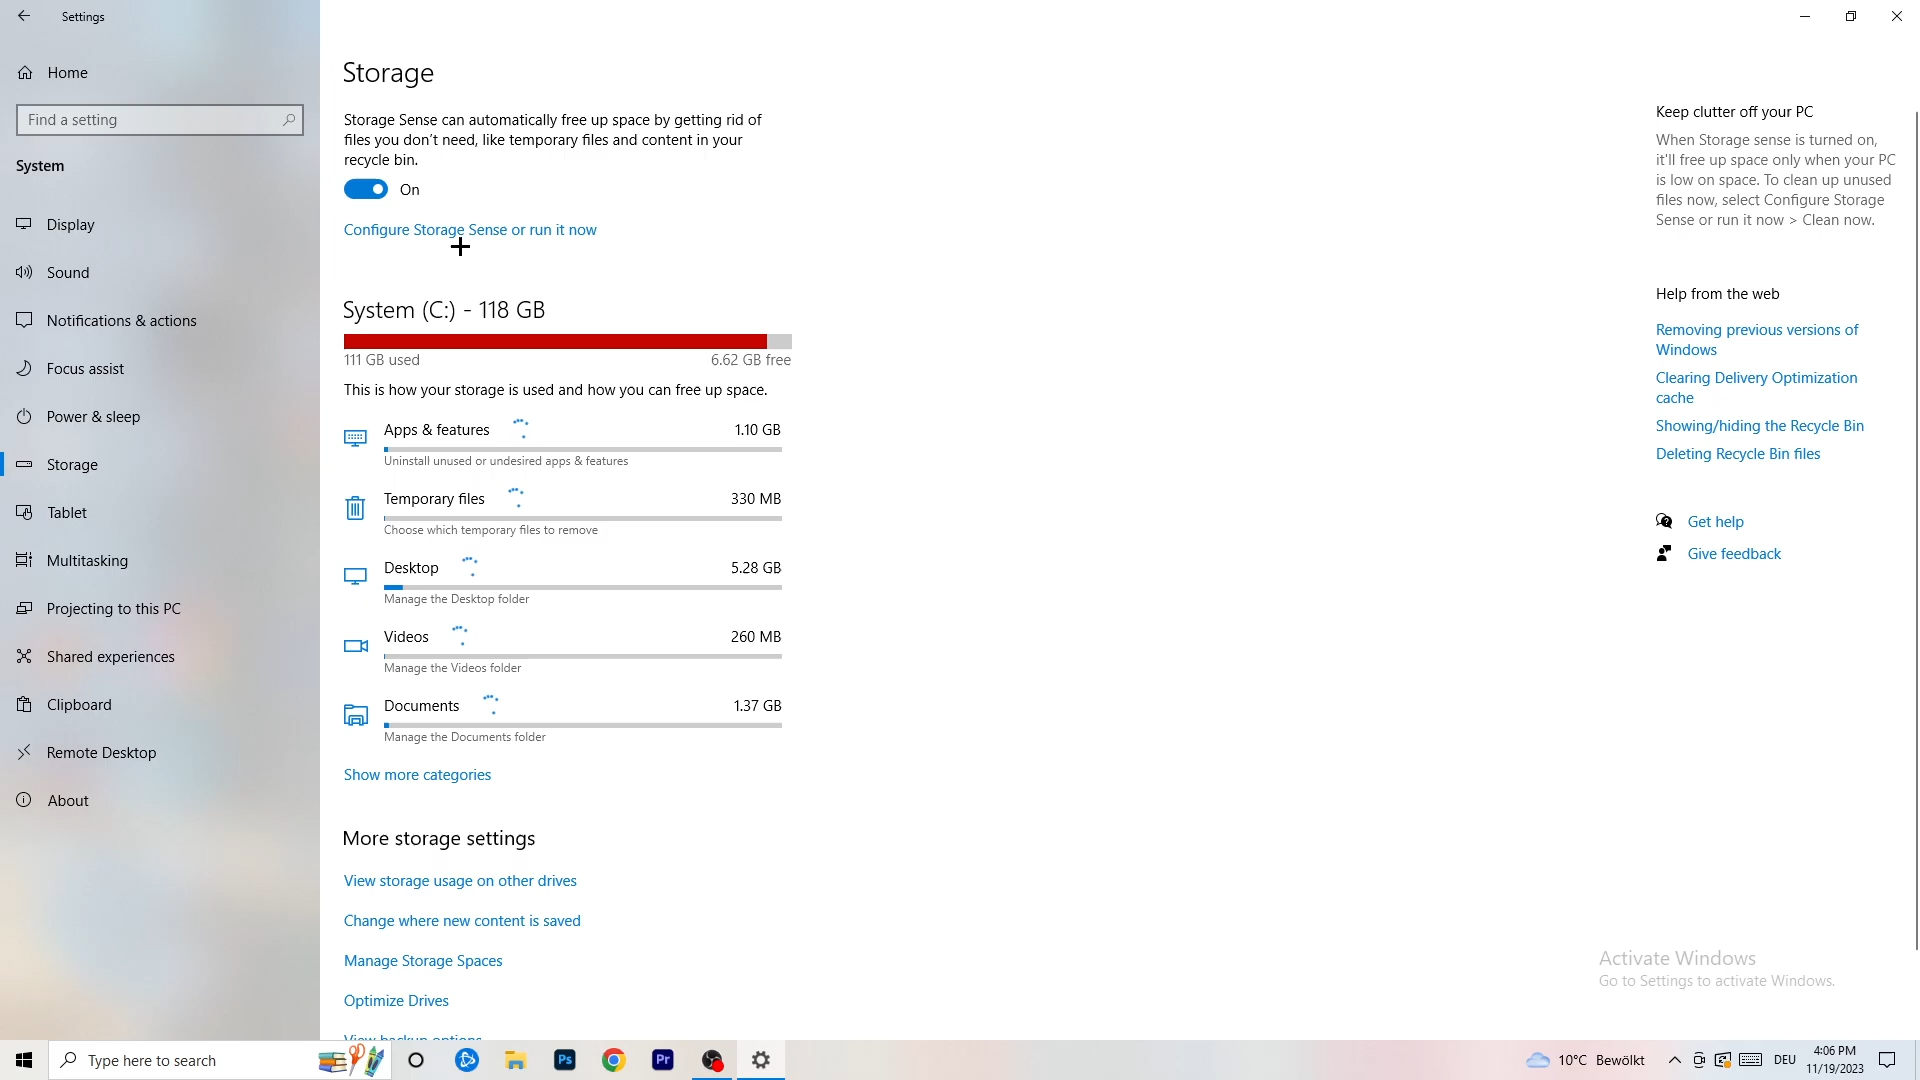 Settings
Home
Find a setting
System
Display
Sound
Notifications & actions
Focus assist
Power & sleep
Storage
Tablet
Multitasking
Projecting to this PC
Shared experiences
Clipboard
Remote Desktop
About
Storage
Storage Sense can automatically free up space by getting rid of
files you don't need, like temporary files and content in your
recycle bin.
On
Configure Storage Sense or run it now
System (C:) - 118 GB
111 GB used
6.62 GB free
This is how your storage is used and how you can free up space.
Apps & features
1.10 GB
Uninstall unused or undesired apps & features
Temporary files
330 MB
Choose which temporary files to remove
Desktop
5.28 GB
Manage the Desktop folder
Videos
260 MB
Manage the Videos folder
Documents
1.37 GB
Manage the Documents folder
Show more categories
More storage settings
View storage usage on other drives
Change where new content is saved
Manage Storage Spaces
Optimize Drives
View backup options
Keep clutter off your PC
When Storage sense is turned on,
it'll free up space only when your PC
is low on space. To clean up unused
files now, select Configure Storage
Sense or run it now > Clean now.
Help from the web
Removing previous versions of
Windows
Clearing Delivery Optimization
cache
Showing/hiding the Recycle Bin
Deleting Recycle Bin files
Get help
Give feedback
Activate Windows
Go to Settings to activate Windows.
Type here to search
Ps
Pr
10°C Bewölkt
DEU
4:06 PM
11/19/2023